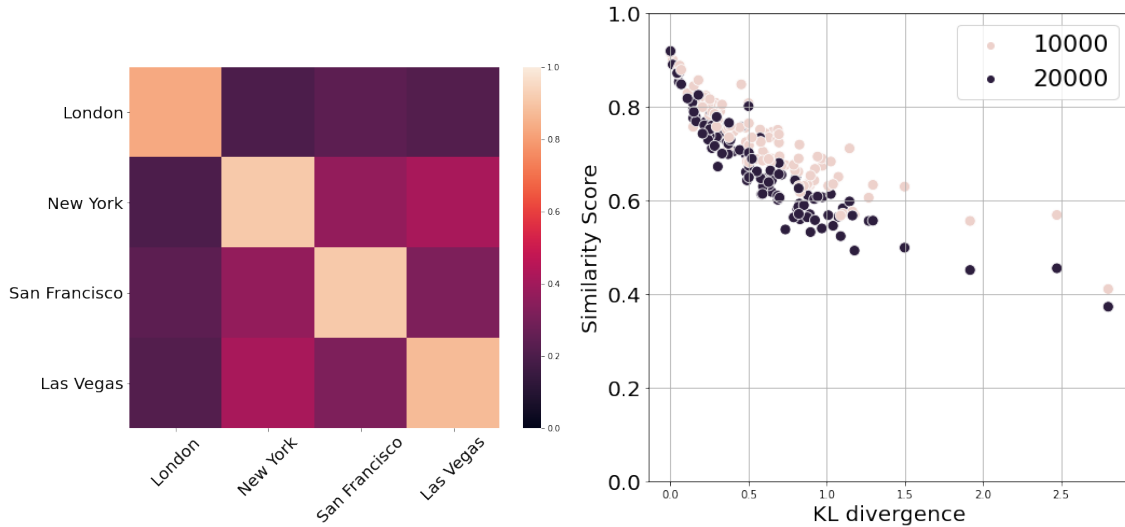 London
New York
San Francisco
Las Vegas
London
New York
San Francisco
Las Vegas
1.0
0.8
0.6
0.4
0.2
0.0
1.0
0.8
0.6
0.4
0.2
0.0
Similarity Score
0.0
0.5
1.0
1.5
2.0
2.5
KL divergence
10000
20000